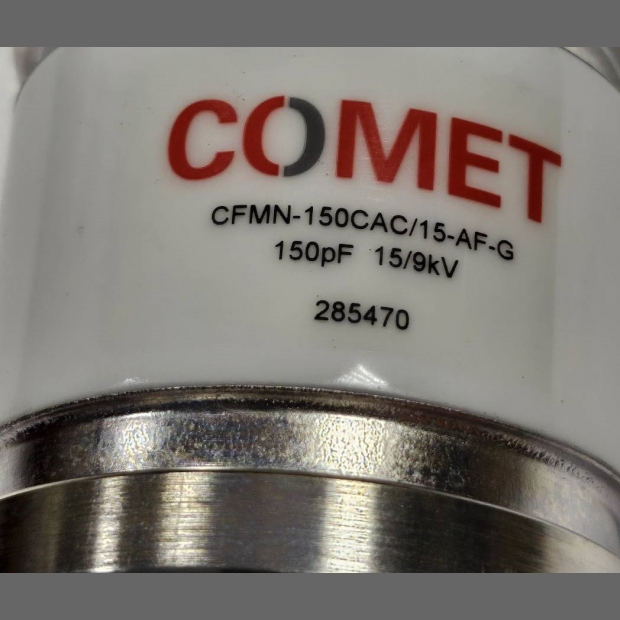 COMET
CFMN-150CAC/15-AF-G
150pF 15/9kV
285470